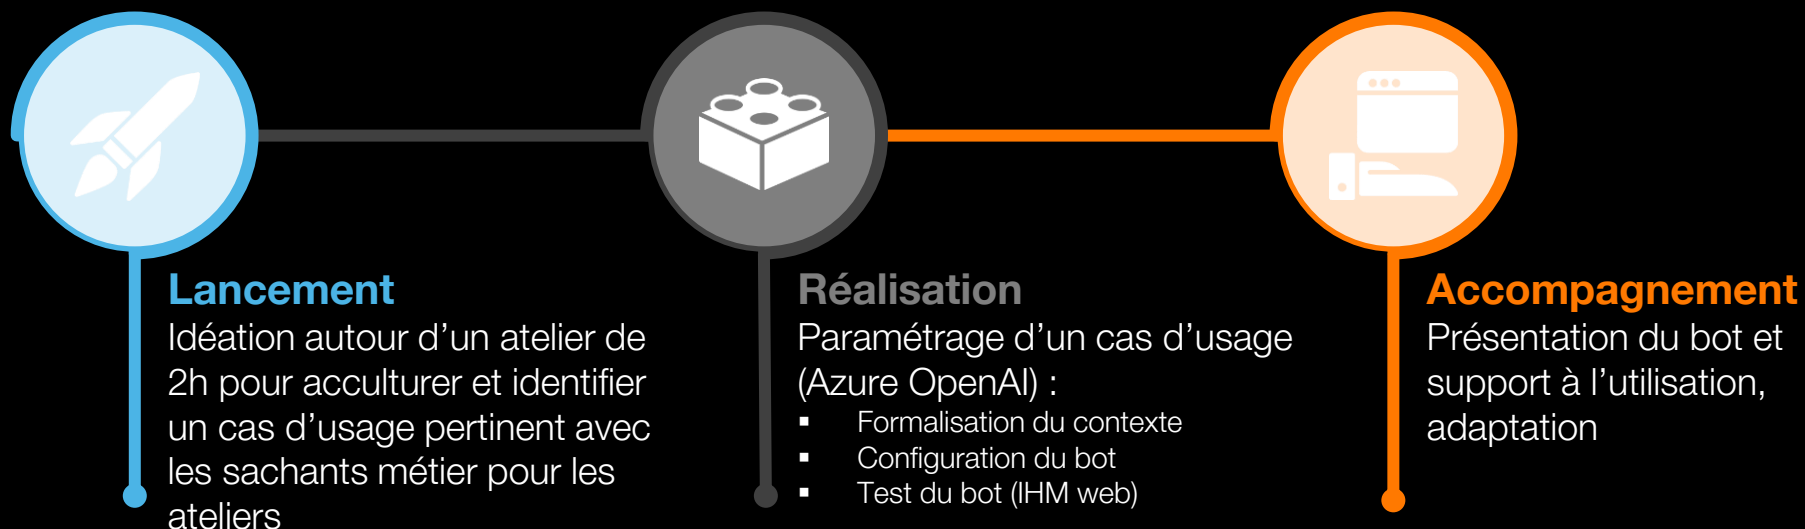 Lancement
Idéation autour d’un atelier de
2h pour acculturer et identifier
un cas d’usage pertinent avec
les sachants métier pour les
ateliers
Réalisation
Paramétrage d’un cas d’usage
(Azure OpenAI) :
▪ Formalisation du contexte
▪ Configuration du bot
▪ Test du bot (IHM web)
Accompagnement
Présentation du bot et
support à l’utilisation,
adaptation